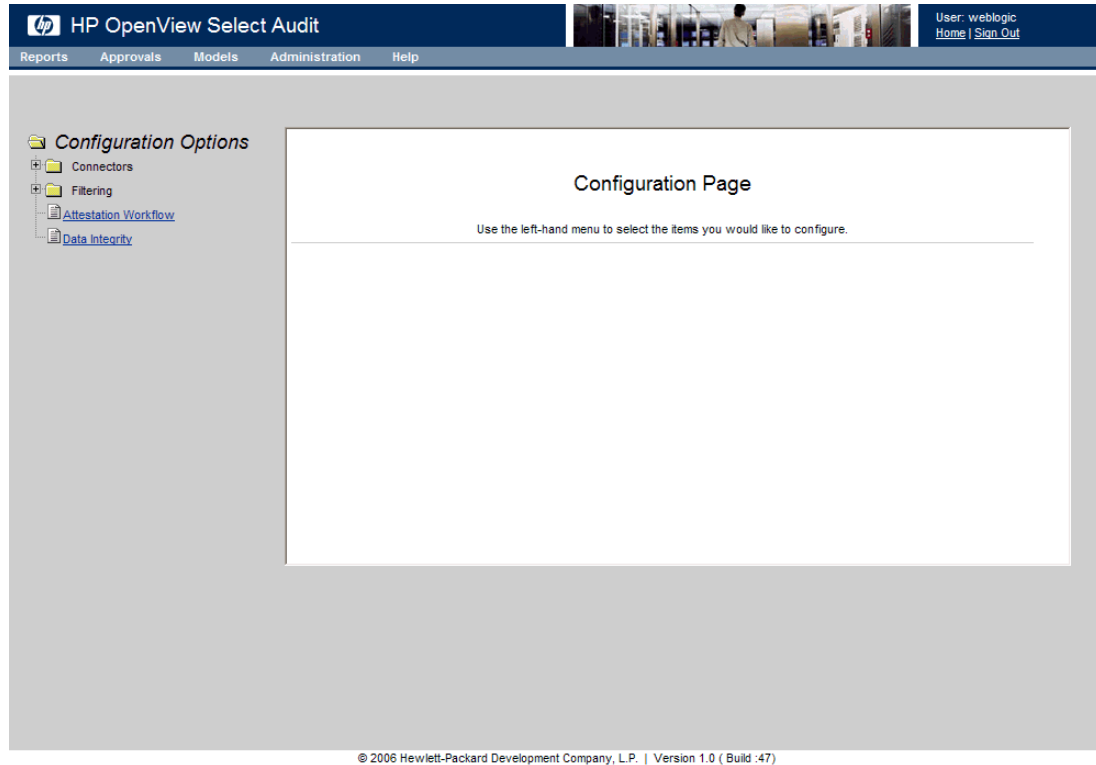 hp HP OpenView Select Audit
User: weblogic
Home | Sign Out
Reports Approvals Models Administration Help
Configuration Options
Connectors
Filtering
Attestation Workflow
Data Integrity
Configuration Page
Use the left-hand menu to select the items you would like to configure.
© 2006 Hewlett-Packard Development Company, L.P. | Version 1.0 ( Build :47)